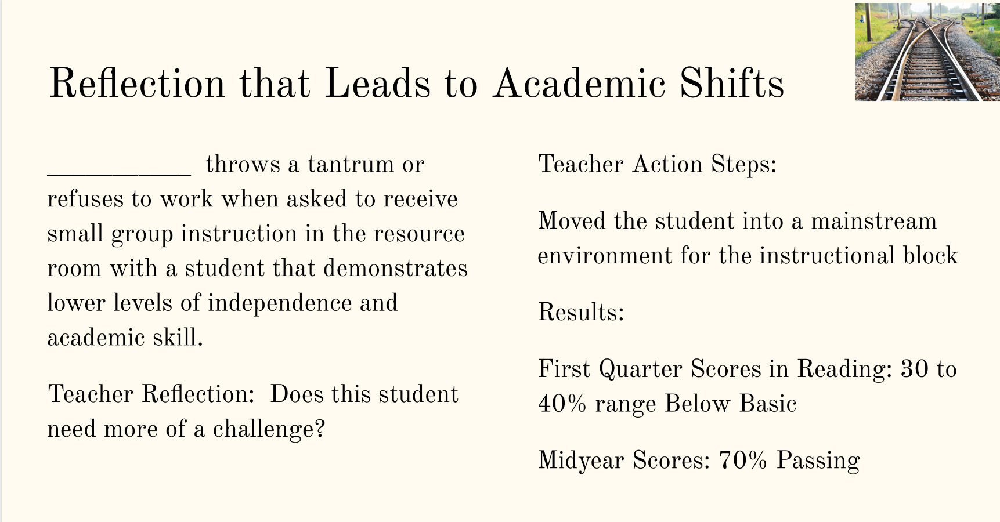 Reflection that Leads to Academic Shifts
___________ throws a tantrum or
refuses to work when asked to receive
small group instruction in the resource
room with a student that demonstrates
lower levels of independence and
academic skill.
Teacher Reflection: Does this student
need more of a challenge?
Teacher Action Steps:
Moved the student into a mainstream
environment for the instructional block
Results:
First Quarter Scores in Reading: 30 to
40% range Below Basic
Midyear Scores: 70% Passing